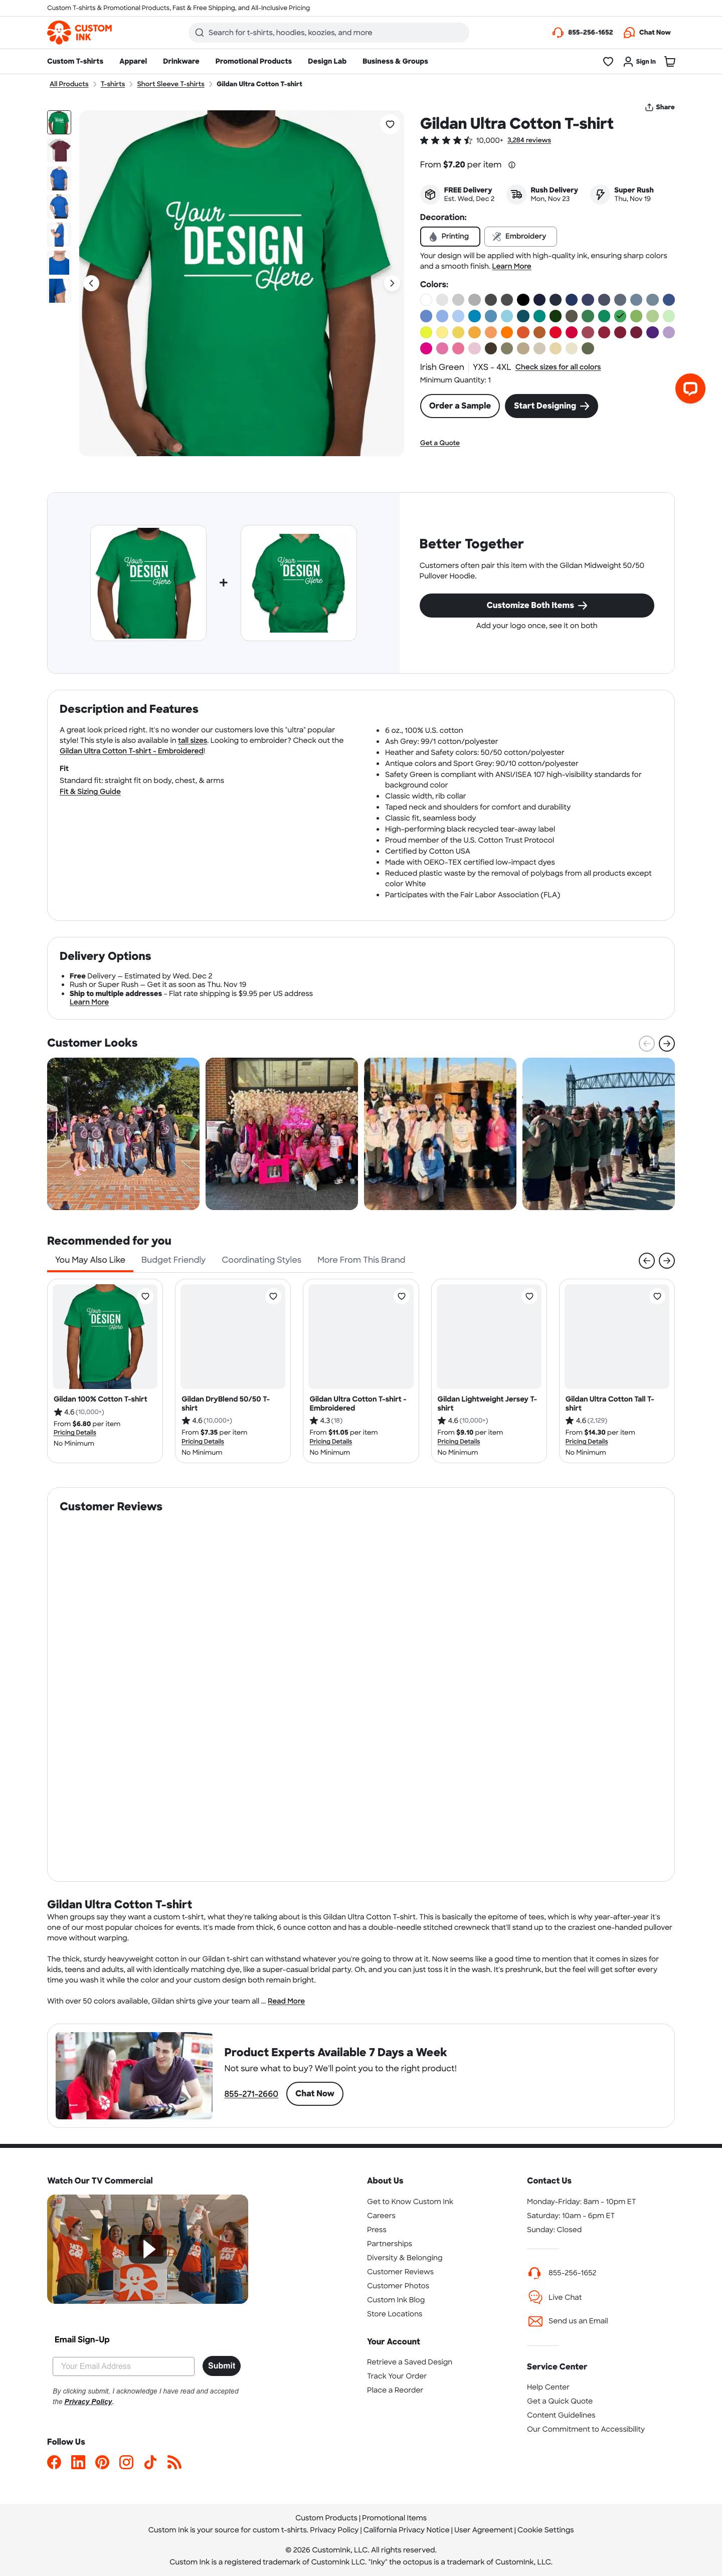 Custom T-shirts & Promotional Products, Fast & Free Shipping, and All-Inclusive Pricing
CUSTOM INK
Search for t-shirts, hoodies, koozies, and more
855-256-1652
Chat Now
Custom T-shirts
Apparel
Drinkware
Promotional Products
Design Lab
Business & Groups
Sign In
All Products > T-shirts > Short Sleeve T-shirts > Gildan Ultra Cotton T-shirt
Share
Your DESIGN Here
Gildan Ultra Cotton T-shirt
10,000+ 3,284 reviews
From $7.20 per item
FREE Delivery
Est. Wed, Dec 2
Rush Delivery
Mon, Nov 23
Super Rush
Thu, Nov 19
Decoration:
Printing
Embroidery
Your design will be applied with high-quality ink, ensuring sharp colors
and a smooth finish. Learn More
Colors:
Irish Green | YXS - 4XL Check sizes for all colors
Minimum Quantity: 1
Order a Sample
Start Designing
Get a Quote
Your DESIGN Here
+
Your DESIGN Here
Better Together
Customers often pair this item with the Gildan Midweight 50/50
Pullover Hoodie.
Customize Both Items
Add your logo once, see it on both
Description and Features
A great look priced right. It's no wonder our customers love this "ultra" popular
style! This style is also available in tall sizes. Looking to embroider? Check out the
Gildan Ultra Cotton T-shirt - Embroidered!
Fit
Standard fit: straight fit on body, chest, & arms
Fit & Sizing Guide
6 oz., 100% U.S. cotton
Ash Grey: 99/1 cotton/polyester
Heather and Safety colors: 50/50 cotton/polyester
Antique colors and Sport Grey: 90/10 cotton/polyester
Safety Green is compliant with ANSI/ISEA 107 high-visibility standards for
background color
Classic width, rib collar
Taped neck and shoulders for comfort and durability
Classic fit, seamless body
High-performing black recycled tear-away label
Proud member of the U.S. Cotton Trust Protocol
Certified by Cotton USA
Made with OEKO-TEX certified low-impact dyes
Reduced plastic waste by the removal of polybags from all products except
color White
Participates with the Fair Labor Association (FLA)
Delivery Options
Free Delivery — Estimated by Wed. Dec 2
Rush or Super Rush — Get it as soon as Thu. Nov 19
Ship to multiple addresses - Flat rate shipping is $9.95 per US address
Learn More
Customer Looks
Recommended for you
You May Also Like
Budget Friendly
Coordinating Styles
More From This Brand
Your DESIGN Here
Gildan 100% Cotton T-shirt
4.6 (10,000+)
From $6.80 per item
Pricing Details
No Minimum
Gildan DryBlend 50/50 T-
shirt
4.6 (10,000+)
From $7.35 per item
Pricing Details
No Minimum
Gildan Ultra Cotton T-shirt -
Embroidered
4.3 (18)
From $11.05 per item
Pricing Details
No Minimum
Gildan Lightweight Jersey T-
shirt
4.6 (10,000+)
From $9.10 per item
Pricing Details
No Minimum
Gildan Ultra Cotton Tall T-
shirt
4.6 (2,129)
From $14.30 per item
Pricing Details
No Minimum
Customer Reviews
Gildan Ultra Cotton T-shirt
When groups say they want a custom t-shirt, what they're talking about is this Gildan Ultra Cotton T-shirt. This is basically the epitome of tees, which is why year-after-year it's
one of our most popular choices for events. It's made from thick, 6 ounce cotton and has a double-needle stitched crewneck that'll stand up to the craziest one-handed pullover
move without warping.
The thick, sturdy heavyweight cotton in our Gildan t-shirt can withstand whatever you're going to throw at it. Now seems like a good time to mention that it comes in sizes for
kids, teens and adults, all with identically matching dye, like a super-casual bridal party. Oh, and you can just toss it in the wash. It's preshrunk, but the feel will get softer every
time you wash it while the color and your custom design both remain bright.
With over 50 colors available, Gildan shirts give your team all ... Read More
Product Experts Available 7 Days a Week
Not sure what to buy? We'll point you to the right product!
855-271-2660
Chat Now
Watch Our TV Commercial
Email Sign-Up
Your Email Address
Submit
By clicking submit, I acknowledge I have read and accepted
the Privacy Policy.
Follow Us
About Us
Get to Know Custom Ink
Careers
Press
Partnerships
Diversity & Belonging
Customer Reviews
Customer Photos
Custom Ink Blog
Store Locations
Your Account
Retrieve a Saved Design
Track Your Order
Place a Reorder
Contact Us
Monday-Friday: 8am - 10pm ET
Saturday: 10am - 6pm ET
Sunday: Closed
855-256-1652
Live Chat
Send us an Email
Service Center
Help Center
Get a Quick Quote
Content Guidelines
Our Commitment to Accessibility
Custom Products | Promotional Items
Custom Ink is your source for custom t-shirts. Privacy Policy | California Privacy Notice | User Agreement | Cookie Settings
© 2026 CustomInk, LLC. All rights reserved.
Custom Ink is a registered trademark of CustomInk LLC. "Inky" the octopus is a trademark of CustomInk, LLC.